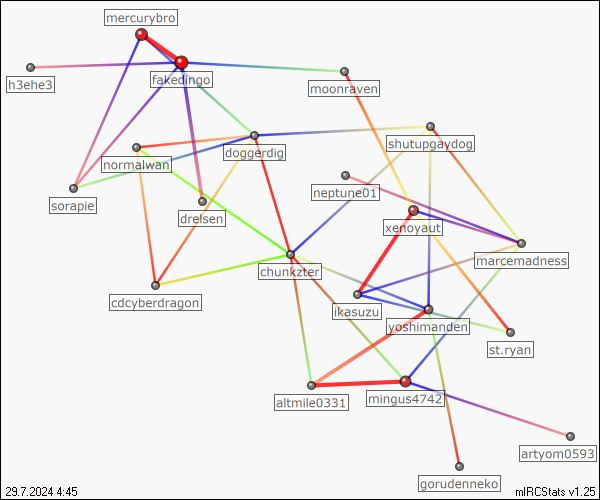 mercurybro
fakedingo
h3ehe3
moonraven
shutupgaydog
doggerdig
normalwan
neptune01
sorapie
drelsen
xenoyaut
marcemadness
chunkzter
cdcyberdragon
ikasuzu
yoshimanden
st.ryan
altmile0331
mingus4742
artyom0593
gorudenneko
29.7.2024 4:45
mIRCStats v1.25